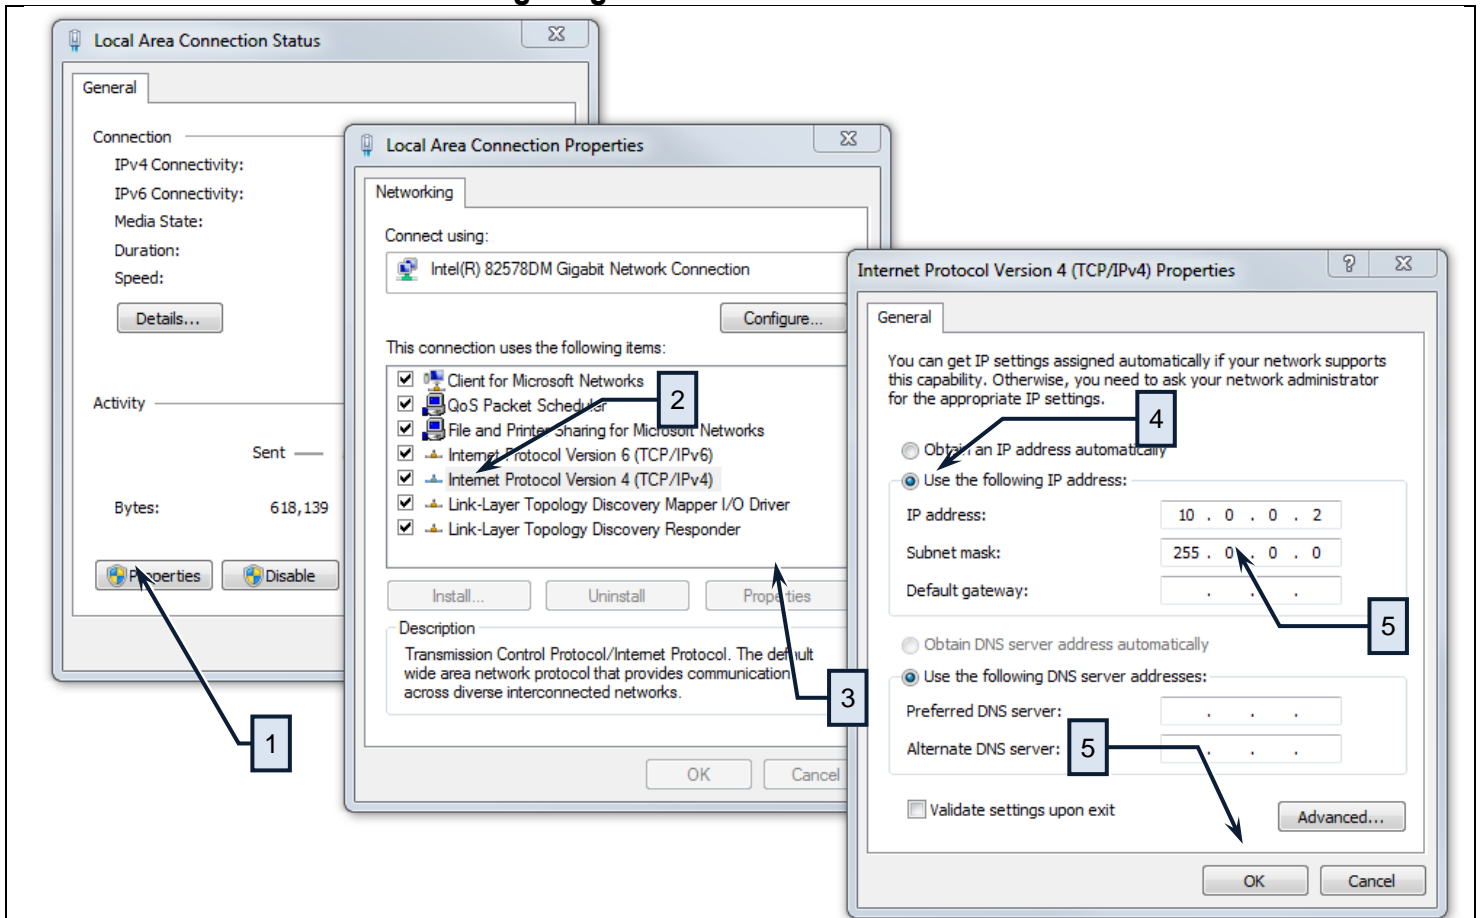 Local Area Connection Status
General
Connection
IPv4 Connectivity:
IPv6 Connectivity:
Media State:
Duration:
Speed:
Details...
Activity
Sent
Bytes: 618,139
Properties Disable
1
Local Area Connection Properties
Networking
Connect using:
Intel(R) 82578DM Gigabit Network Connection
Configure...
This connection uses the following items:
Client for Microsoft Networks
QoS Packet Scheduler
File and Printer Sharing for Microsoft Networks
Internet Protocol Version 6 (TCP/IPv6)
Internet Protocol Version 4 (TCP/IPv4)
Link-Layer Topology Discovery Mapper I/O Driver
Link-Layer Topology Discovery Responder
2
Install... Uninstall Properties
Description
Transmission Control Protocol/Internet Protocol. The default
wide area network protocol that provides communication
across diverse interconnected networks.
3
OK Cancel
Internet Protocol Version 4 (TCP/IPv4) Properties
General
You can get IP settings assigned automatically if your network supports
this capability. Otherwise, you need to ask your network administrator
for the appropriate IP settings.
4
Obtain an IP address automatically
Use the following IP address:
IP address: 10 . 0 . 0 . 2
Subnet mask: 255 . 0 . 0 . 0
Default gateway: . . .
5
Obtain DNS server address automatically
Use the following DNS server addresses:
Preferred DNS server: . . .
Alternate DNS server: . . .
5
Validate settings upon exit
Advanced...
OK Cancel